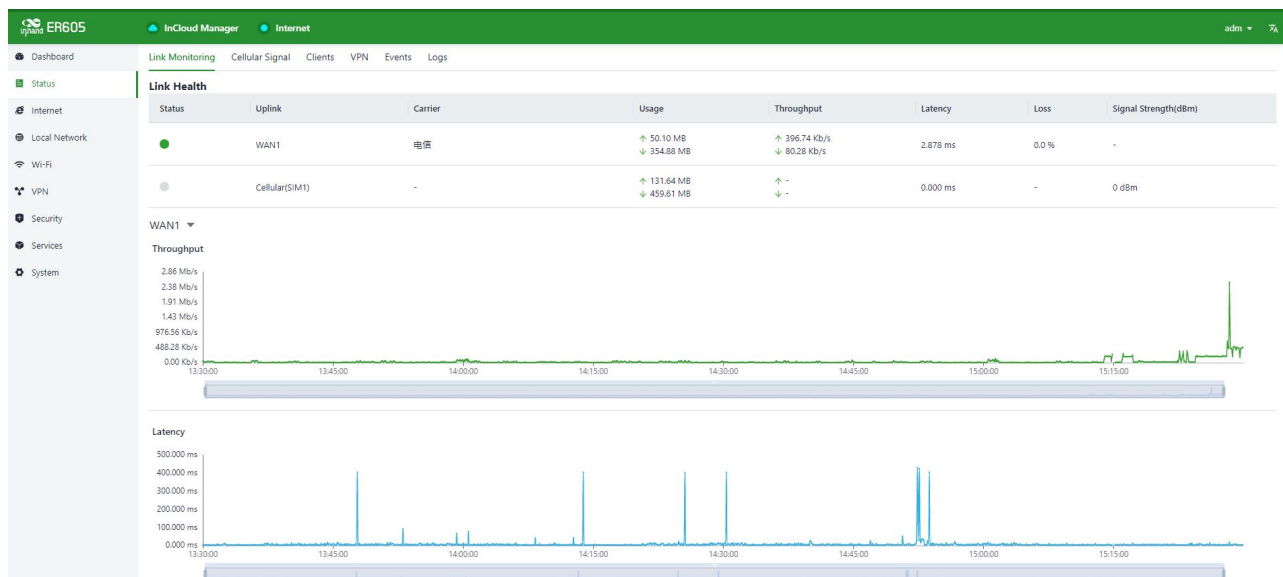 inhand ER605
InCloud Manager Internet adm
Dashboard
Status
Internet
Local Network
Wi-Fi
VPN
Security
Services
System
Link Monitoring Cellular Signal Clients VPN Events Logs
Link Health
Status Uplink Carrier Usage Throughput Latency Loss Signal Strength(dBm)
WAN1 电信 ↑ 50.10 MB ↑ 396.74 Kb/s 2.878 ms 0.0 % -
↓ 354.88 MB ↓ 80.28 Kb/s
Cellular(SIM1) - ↑ 131.64 MB ↑ - 0.000 ms - 0 dBm
↓ 459.61 MB ↓ -
WAN1
Throughput
2.86 Mb/s
2.38 Mb/s
1.91 Mb/s
1.43 Mb/s
976.56 Kb/s
488.28 Kb/s
0.00 Kb/s
13:30:00 13:45:00 14:00:00 14:15:00 14:30:00 14:45:00 15:00:00 15:15:00
Latency
500.000 ms
400.000 ms
300.000 ms
200.000 ms
100.000 ms
0.000 ms
13:30:00 13:45:00 14:00:00 14:15:00 14:30:00 14:45:00 15:00:00 15:15:00